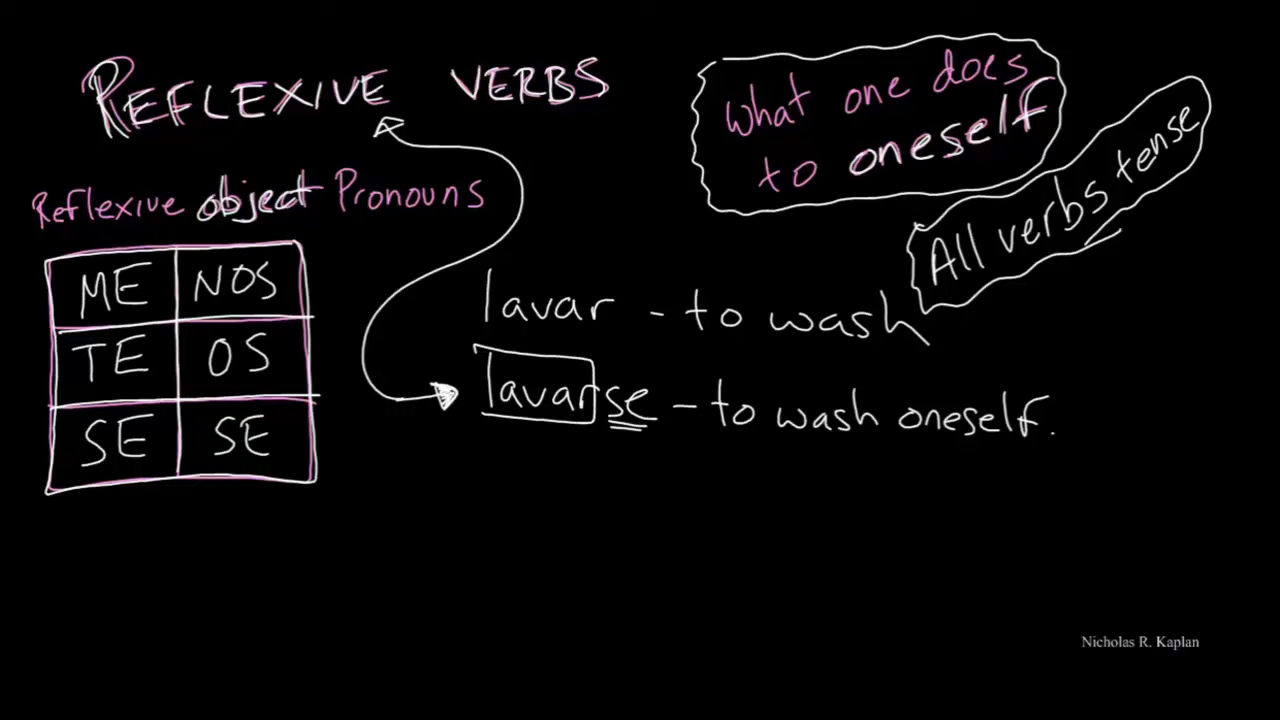 REFLEXIVE VERBS
What one does
to oneself
All verbs tense
Reflexive object Pronouns
ME NOS
TE OS
SE SE
lavar - to wash
lavarse - to wash oneself.
Nicholas R. Kaplan